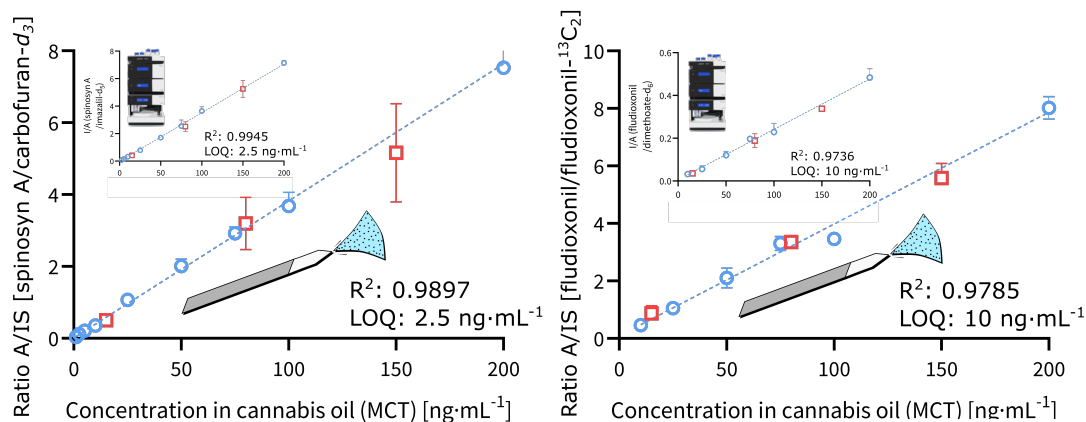 Ratio A/IS [spinosyn A/carbofuran-d₃]
8
6
4
2
0
0 50 100 150 200
Concentration in cannabis oil (MCT) [ng·mL⁻¹]
R²: 0.9897
LOQ: 2.5 ng·mL⁻¹
I/A (spinosyn A
/imazalil-d₅)
8
6
4
2
0
0 50 100 150 200
R²: 0.9945
LOQ: 2.5 ng·mL⁻¹
Ratio A/IS [fludioxonil/fludioxonil-¹³C₂]
10
8
6
4
2
0
0 50 100 150 200
Concentration in cannabis oil (MCT) [ng·mL⁻¹]
R²: 0.9785
LOQ: 10 ng·mL⁻¹
I/A (fludioxonil
/dimethoate-d₆)
0.6
0.4
0.2
0.0
0 50 100 150 200
R²: 0.9736
LOQ: 10 ng·mL⁻¹